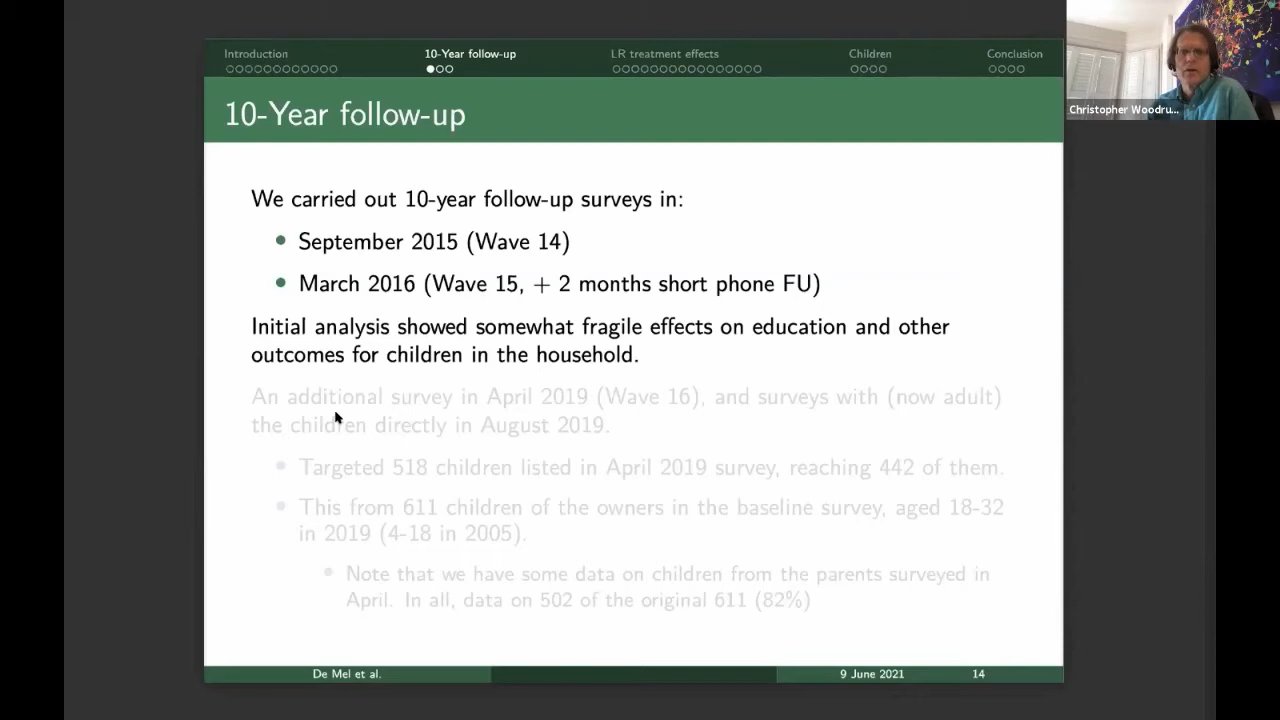 Introduction 10-Year follow-up LR treatment effects Children Conclusion
Christopher Woodru...
10-Year follow-up
We carried out 10-year follow-up surveys in:
September 2015 (Wave 14)
March 2016 (Wave 15, + 2 months short phone FU)
Initial analysis showed somewhat fragile effects on education and other
outcomes for children in the household.
An additional survey in April 2019 (Wave 16), and surveys with (now adult)
the children directly in August 2019.
Targeted 518 children listed in April 2019 survey, reaching 442 of them.
This from 611 children of the owners in the baseline survey, aged 18-32
in 2019 (4-18 in 2005).
Note that we have some data on children from the parents surveyed in
April. In all, data on 502 of the original 611 (82%)
De Mel et al. 9 June 2021 14